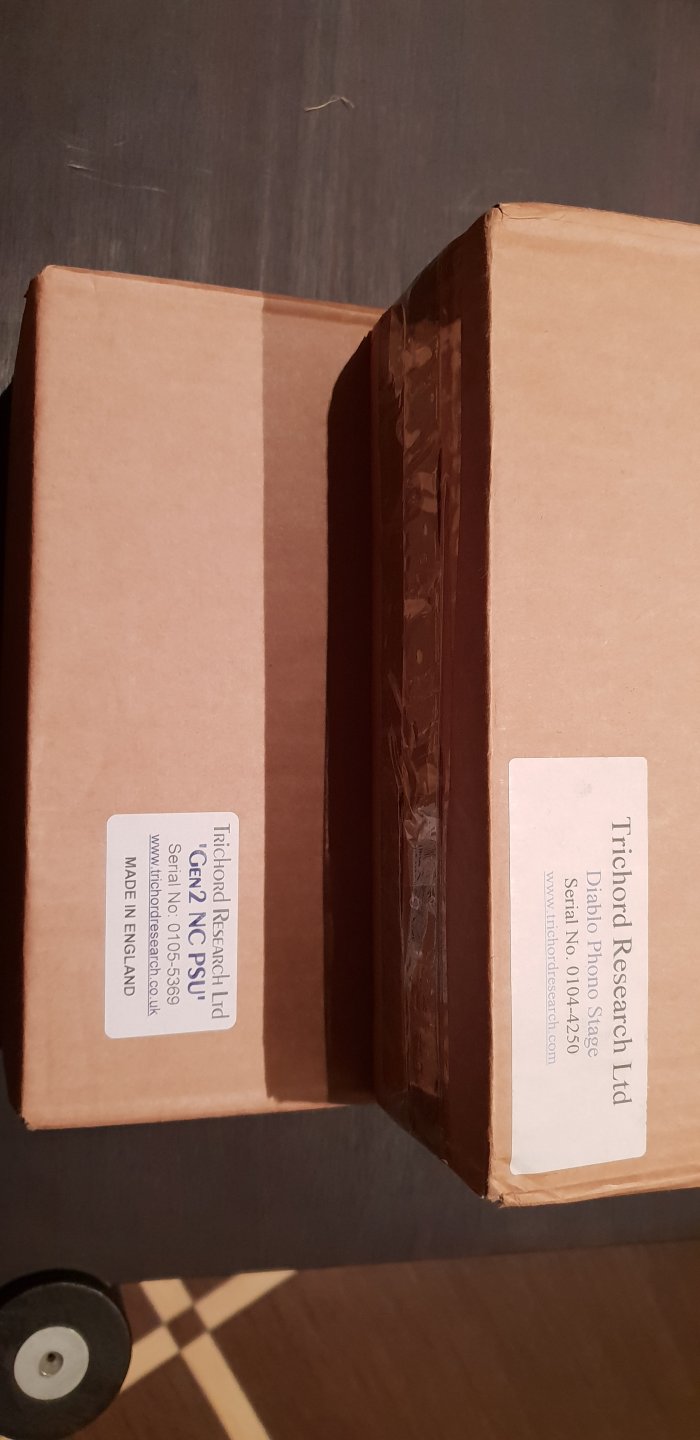 Trichord Research Ltd
Diablo Phono Stage
Serial No. 0104-4250
www.trichordresearch.com
Trichord Research Ltd
'Gen2 NC PSU'
Serial No: 0105-5369
www.trichordresearch.co.uk
MADE IN ENGLAND